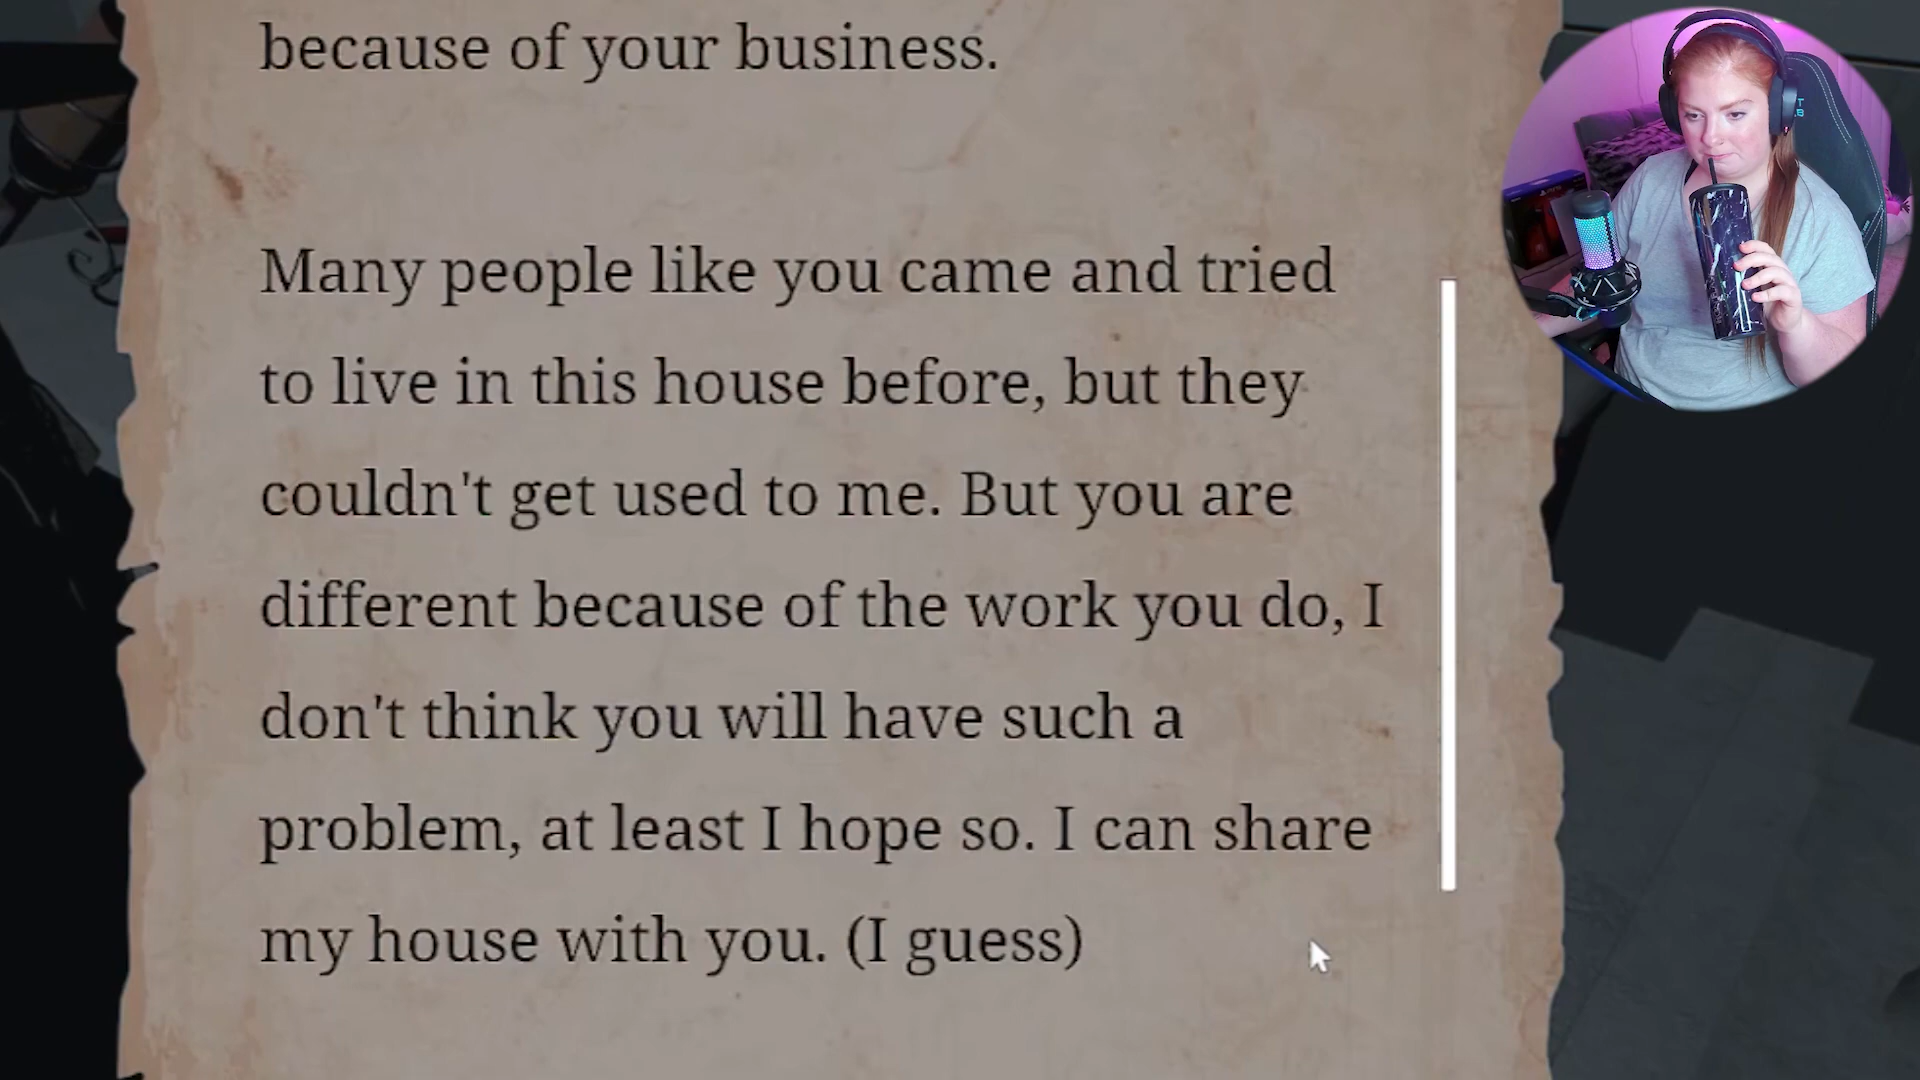 because of your business.
Many people like you came and tried
to live in this house before, but they
couldn't get used to me. But you are
different because of the work you do, I
don't think you will have such a
problem, at least I hope so. I can share
my house with you. (I guess)